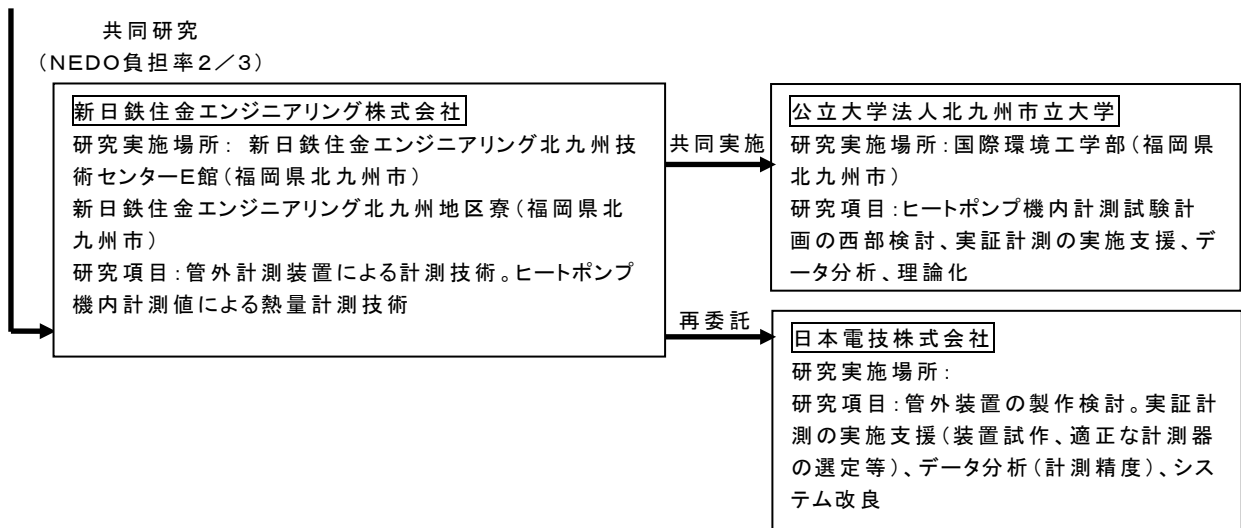 共同研究
（NEDO負担率２／３）
新日鉄住金エンジニアリング株式会社
研究実施場所： 新日鉄住金エンジニアリング北九州技
術センターE館（福岡県北九州市）
新日鉄住金エンジニアリング北九州地区寮（福岡県北
九州市）
研究項目：管外計測装置による計測技術。ヒートポンプ
機内計測値による熱量計測技術
共同実施
公立大学法人北九州市立大学
研究実施場所：国際環境工学部（福岡県
北九州市）
研究項目：ヒートポンプ機内計測試験計
画の西部検討、実証計測の実施支援、デ
ータ分析、理論化
再委託
日本電技株式会社
研究実施場所：
研究項目：管外装置の製作検討。実証計
測の実施支援（装置試作、適正な計測器
の選定等）、データ分析（計測精度）、シス
テム改良